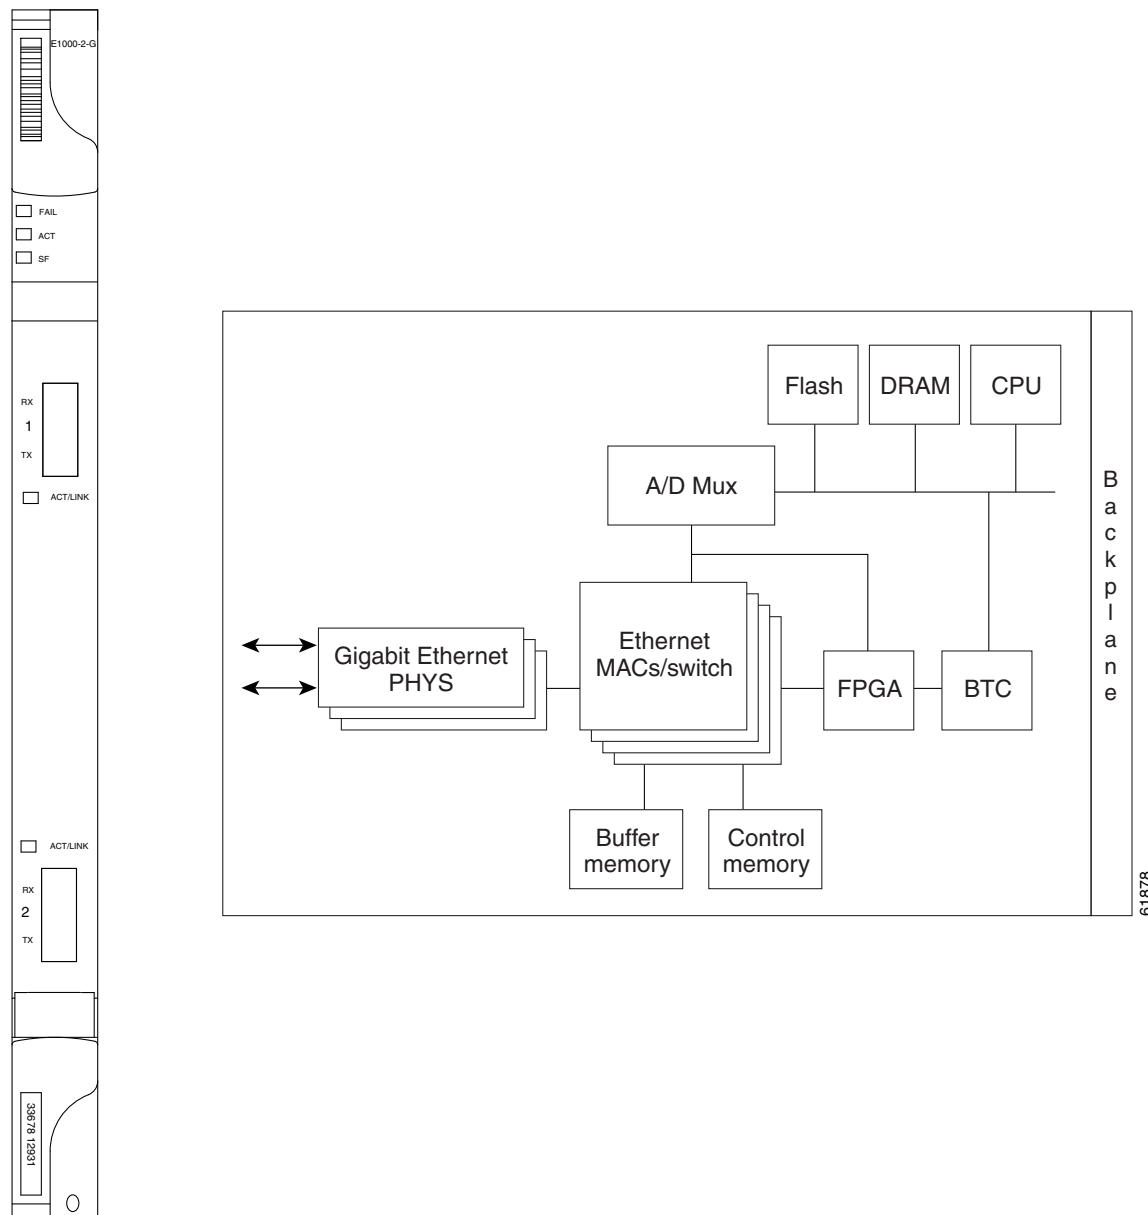 E1000-2-G
FAIL
ACT
SF
RX
1
TX
ACT/LINK
ACT/LINK
RX
2
TX
33678 12931
Flash
DRAM
CPU
A/D Mux
Ethernet
MACs/switch
Gigabit Ethernet
PHYS
FPGA
BTC
Buffer
memory
Control
memory
Backplane
61878